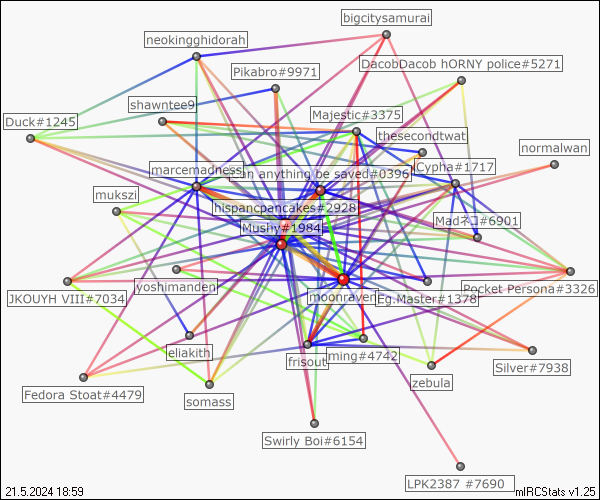 bigcitysamurai
neokingghidorah
DacobDacob hORNY police#5271
Pikabro#9971
shawntee9
Majestic#3375
Duck#1245
thesecondtwat
normalwan
Cypha#1717
marcemadness
an anything be saved#0396
mukszi
hispancpancakes#2928
Madネコ#6901
Mushy#1984
JKOUYH VIII#7034
yoshimanden
moonraven
Eg.Master#1378
Pocket Persona#3326
eliakith
frisout
ming#4742
Silver#7938
zebula
Fedora Stoat#4479
somass
Swirly Boi#6154
LPK2387 #7690
21.5.2024 18:59
mIRCStats v1.25